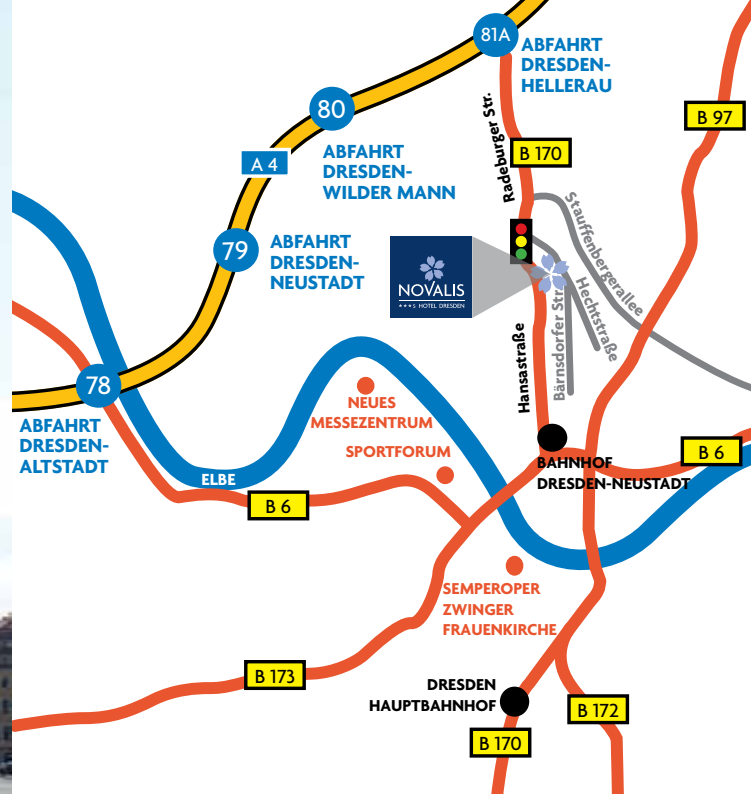 81A
ABFAHRT
DRESDEN-
HELLERAU
80
ABFAHRT
DRESDEN-
WILDER MANN
A 4
B 97
B 170
Radeburger Str.
79
ABFAHRT
DRESDEN-
NEUSTADT
NOVALIS
***S HOTEL DRESDEN
Stauffenbergerallee
Hechtstraße
Bärnsdorfer Str.
Hansastraße
78
ABFAHRT
DRESDEN-
ALTSTADT
NEUES
MESSEZENTRUM
SPORTFORUM
ELBE
B 6
BAHNHOF
DRESDEN-NEUSTADT
B 6
SEMPEROPER
ZWINGER
FRAUENKIRCHE
B 173
DRESDEN
HAUPTBAHNHOF
B 172
B 170